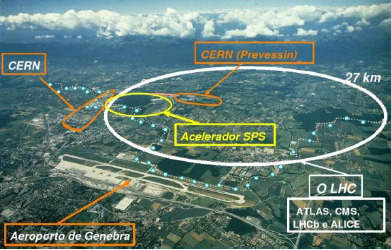 CERN (Prevessin)
27 km
CERN
Acelerador SPS
O LHC
ATLAS, CMS,
LHCb e ALICE
Aeroporto de Genebra